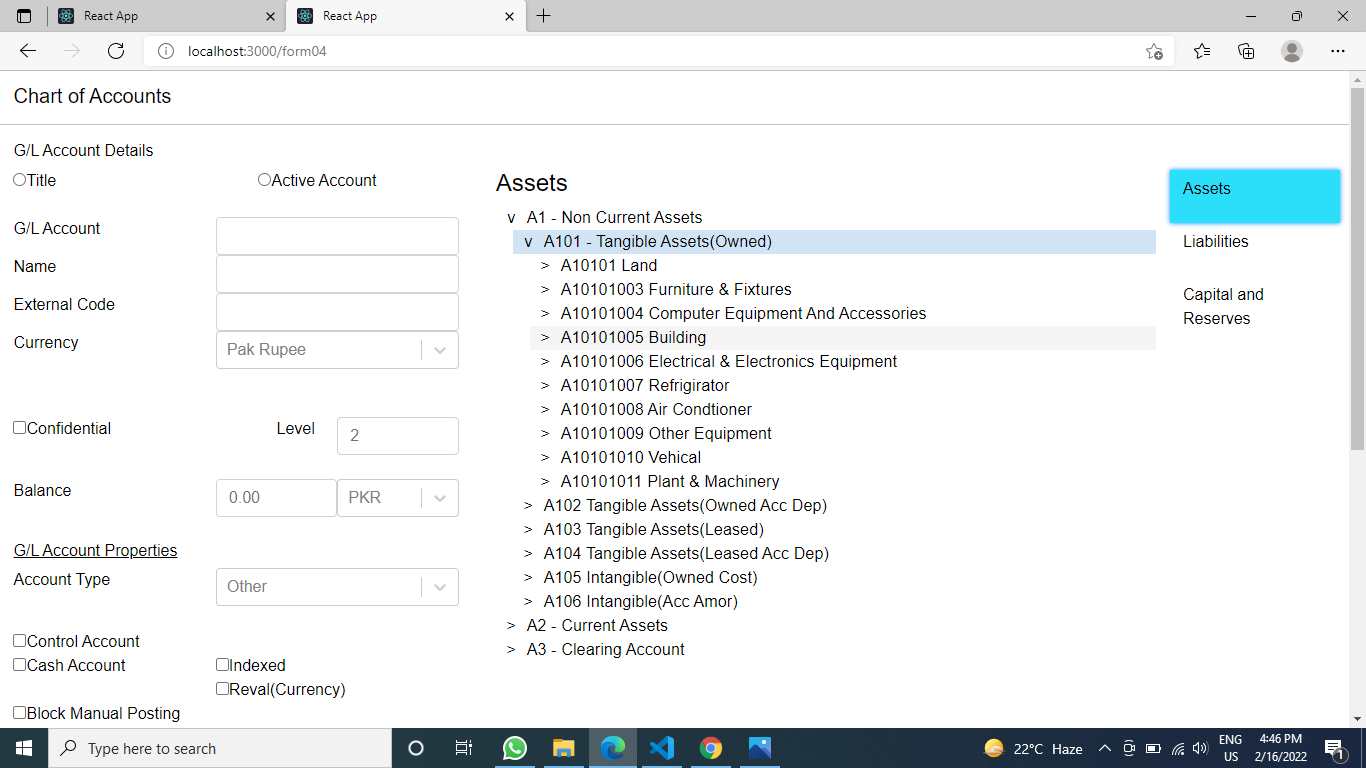 React App
React App
localhost:3000/form04
Chart of Accounts
G/L Account Details
Title
Active Account
G/L Account
Name
External Code
Currency
Pak Rupee
Confidential
Level
2
Balance
0.00
PKR
G/L Account Properties
Account Type
Other
Control Account
Cash Account
Indexed
Reval(Currency)
Block Manual Posting
Assets
v A1 - Non Current Assets
v A101 - Tangible Assets(Owned)
> A10101 Land
> A10101003 Furniture & Fixtures
> A10101004 Computer Equipment And Accessories
> A10101005 Building
> A10101006 Electrical & Electronics Equipment
> A10101007 Refrigirator
> A10101008 Air Condtioner
> A10101009 Other Equipment
> A10101010 Vehical
> A10101011 Plant & Machinery
> A102 Tangible Assets(Owned Acc Dep)
> A103 Tangible Assets(Leased)
> A104 Tangible Assets(Leased Acc Dep)
> A105 Intangible(Owned Cost)
> A106 Intangible(Acc Amor)
> A2 - Current Assets
> A3 - Clearing Account
Assets
Liabilities
Capital and
Reserves
Type here to search
22°C Haze
ENG
US
4:46 PM
2/16/2022
1